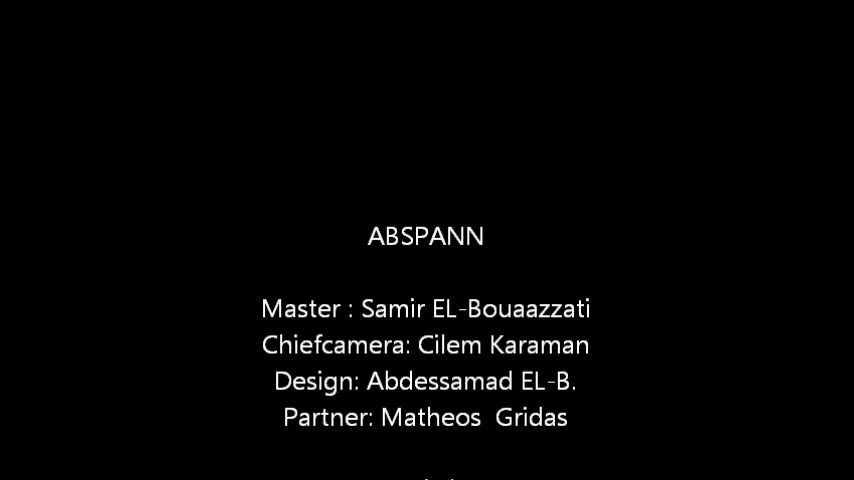 ABSPANN
Master : Samir EL-Bouaazzati
Chiefcamera: Cilem Karaman
Design: Abdessamad EL-B.
Partner: Matheos  Gridas